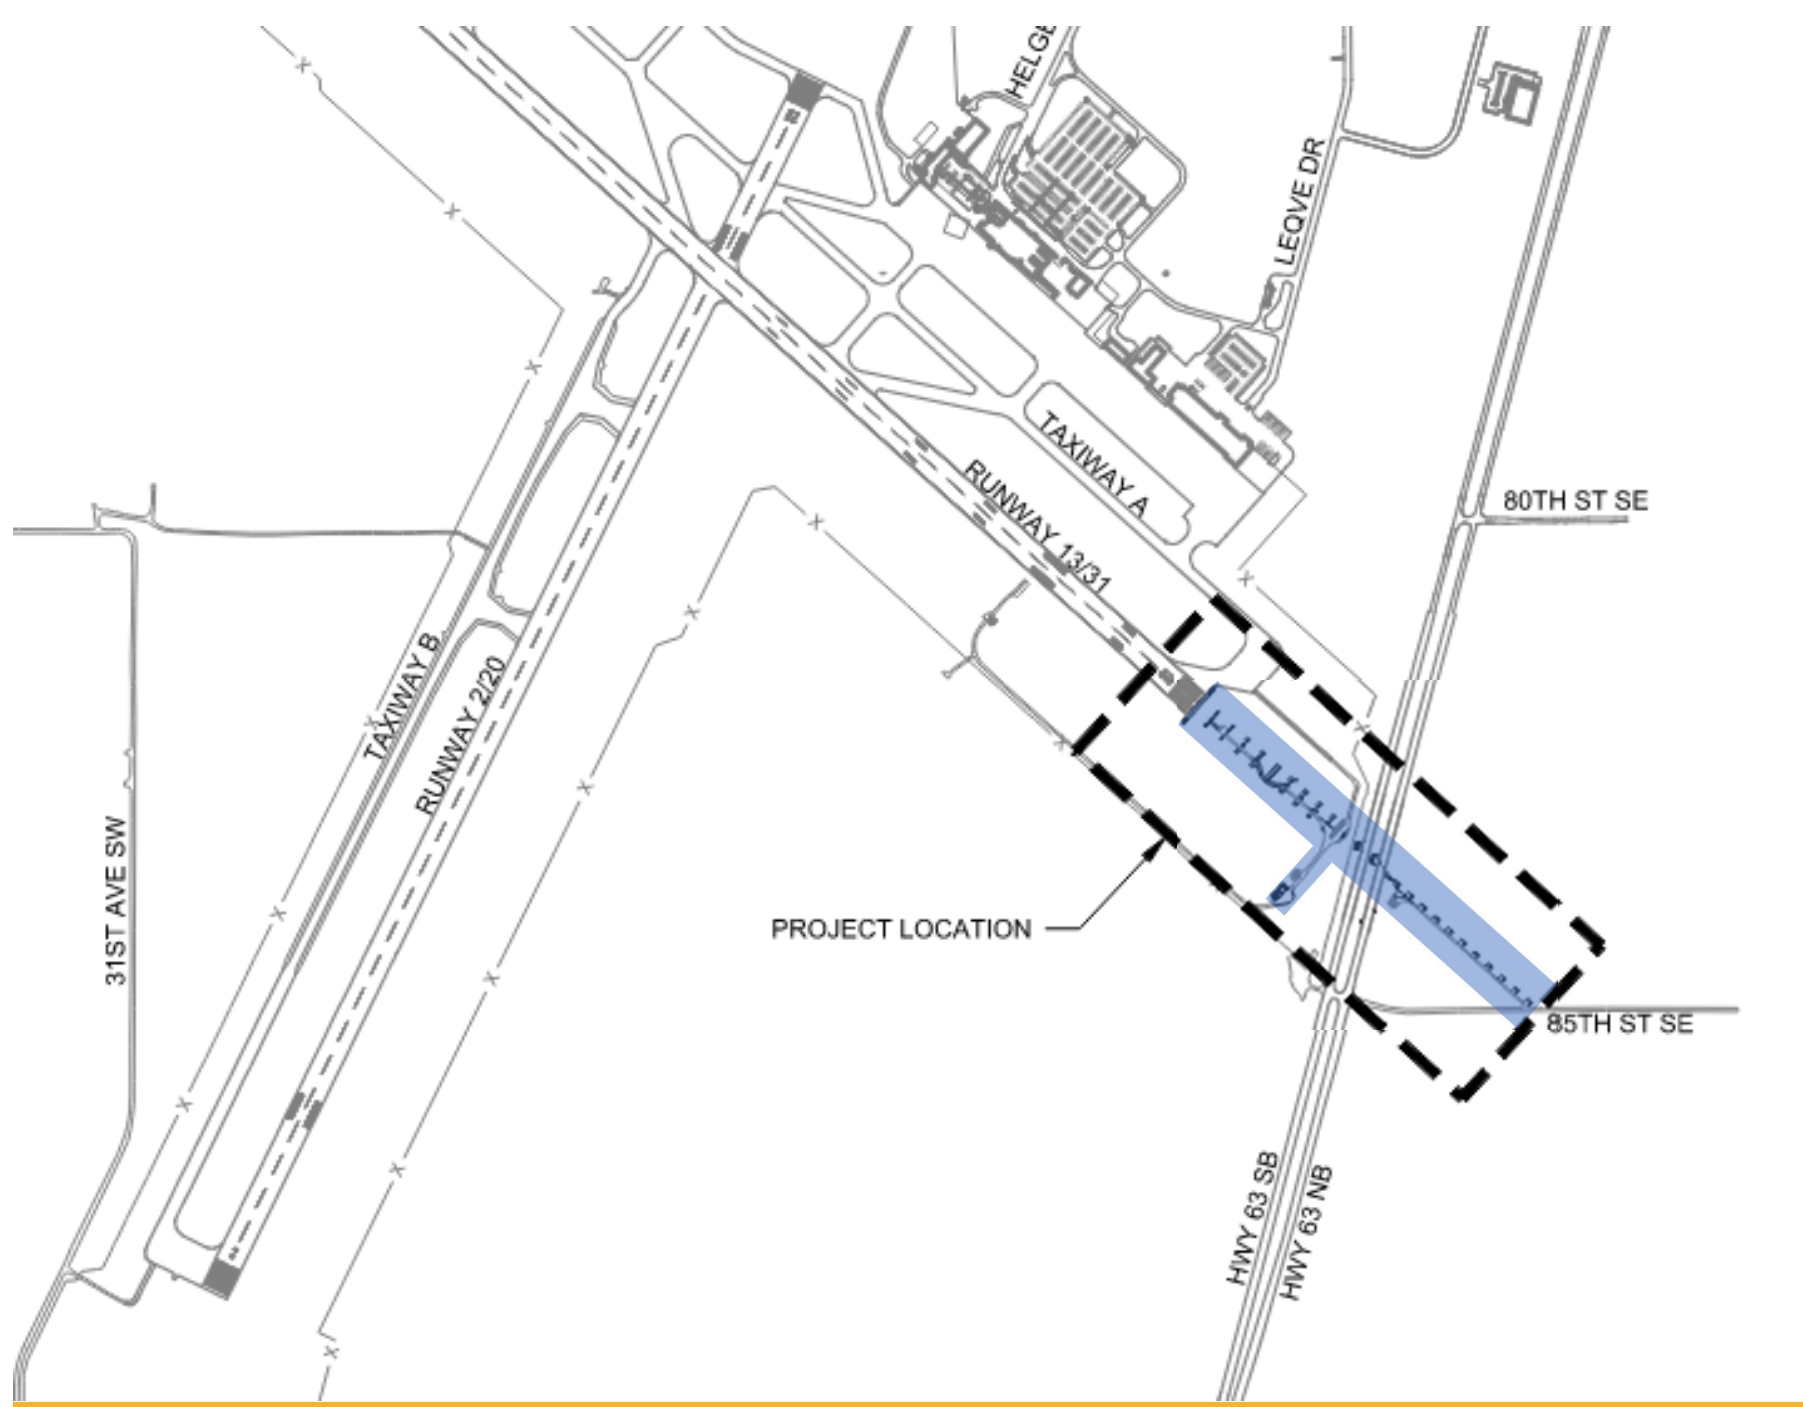 HELGE
LEQVE DR
TAXIWAY A
RUNWAY 13/31
80TH ST SE
TAXIWAY B
RUNWAY 2/20
31ST AVE SW
PROJECT LOCATION
85TH ST SE
HWY 63 SB
HWY 63 NB